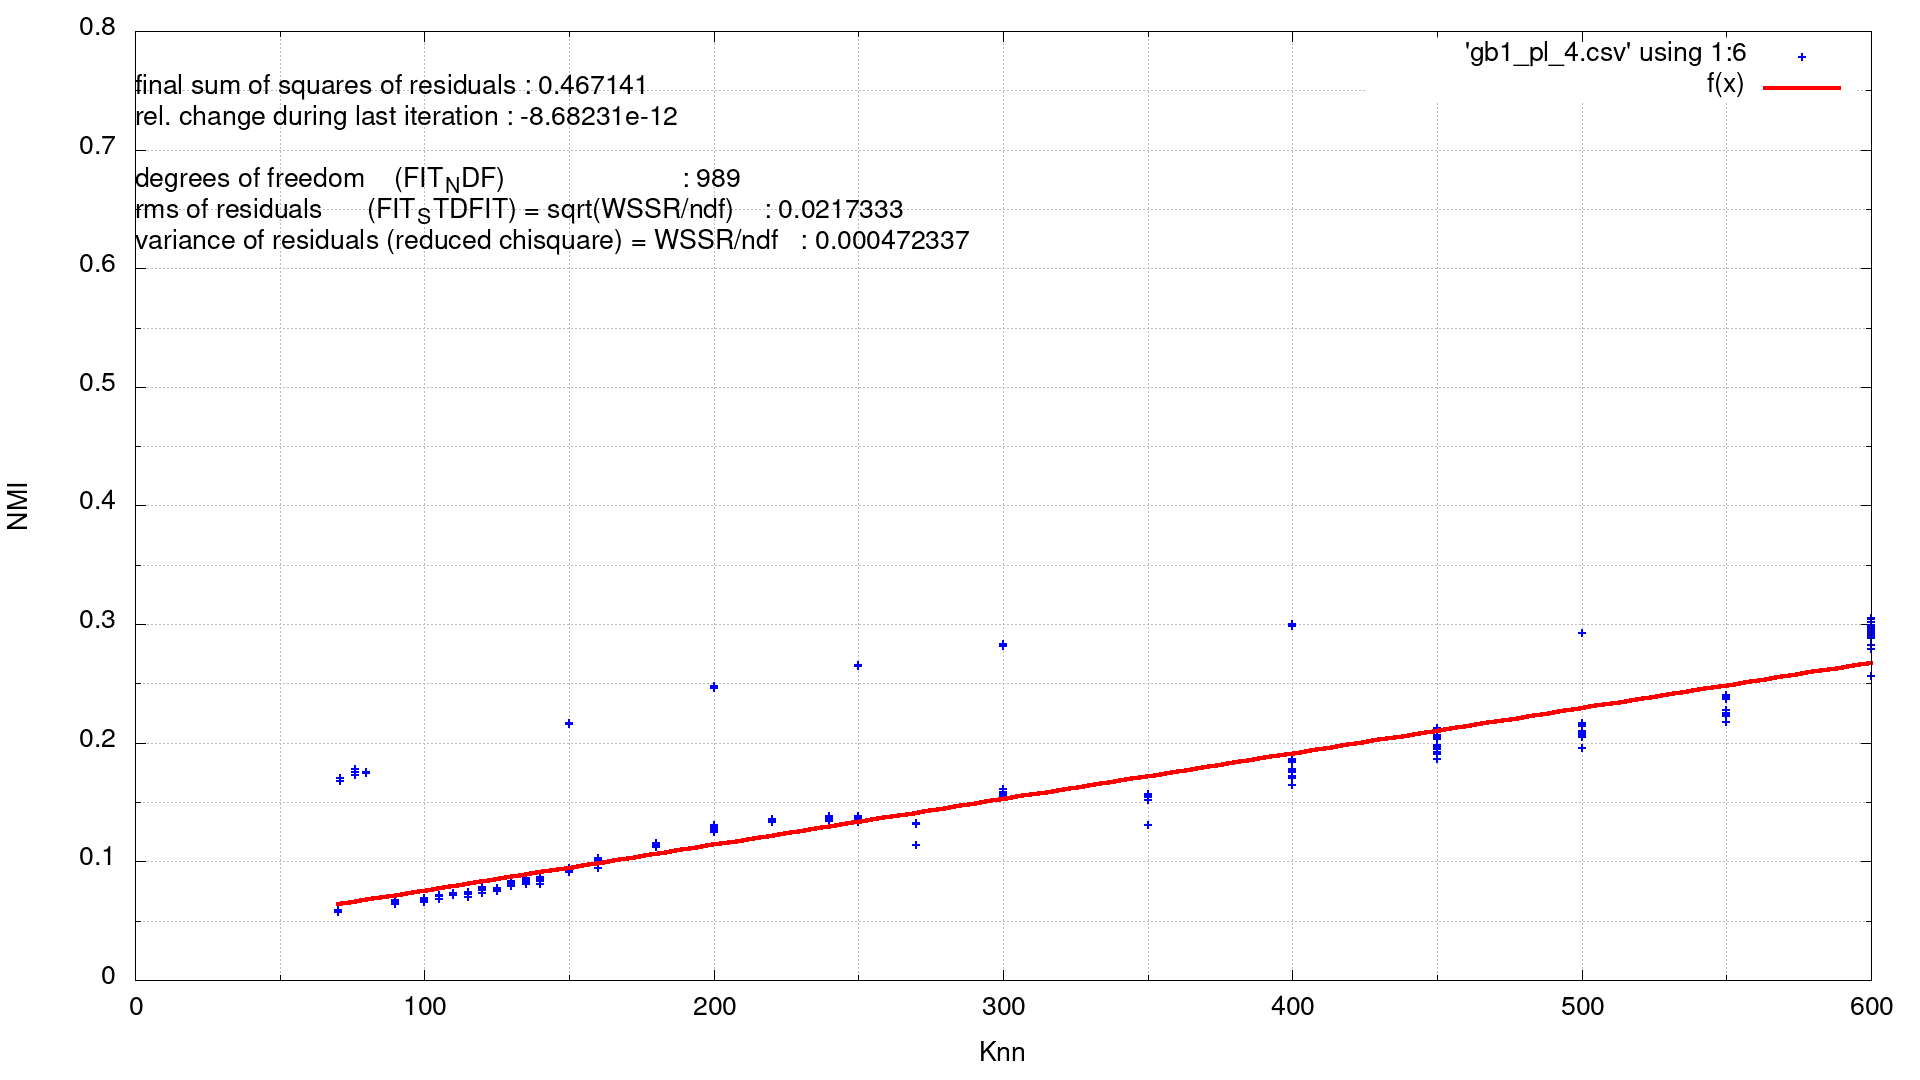 'gb1_pl_4.csv' using 1:6
f(x)
final sum of squares of residuals : 0.467141
rel. change during last iteration : -8.68231e-12
degrees of freedom (FIT_NDF) : 989
rms of residuals (FIT_STDFIT) = sqrt(WSSR/ndf) : 0.0217333
variance of residuals (reduced chisquare) = WSSR/ndf : 0.000472337
0.8
0.7
0.6
0.5
0.4
0.3
0.2
0.1
0
NMI
0 100 200 300 400 500 600
Knn